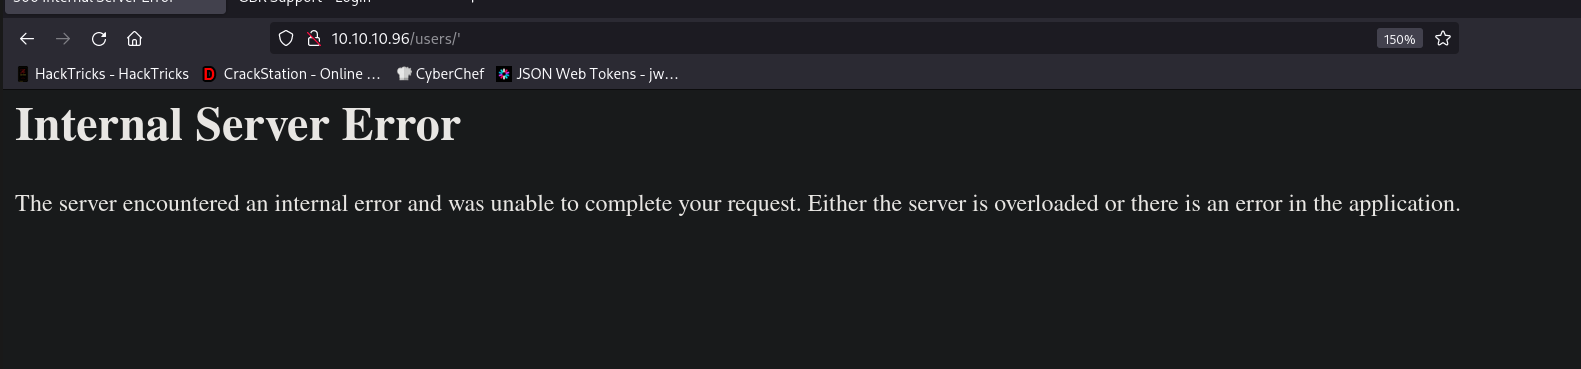 10.10.10.96/users/'
150%
HackTricks - HackTricks
CrackStation - Online ...
CyberChef
JSON Web Tokens - jw...
Internal Server Error
The server encountered an internal error and was unable to complete your request. Either the server is overloaded or there is an error in the application.